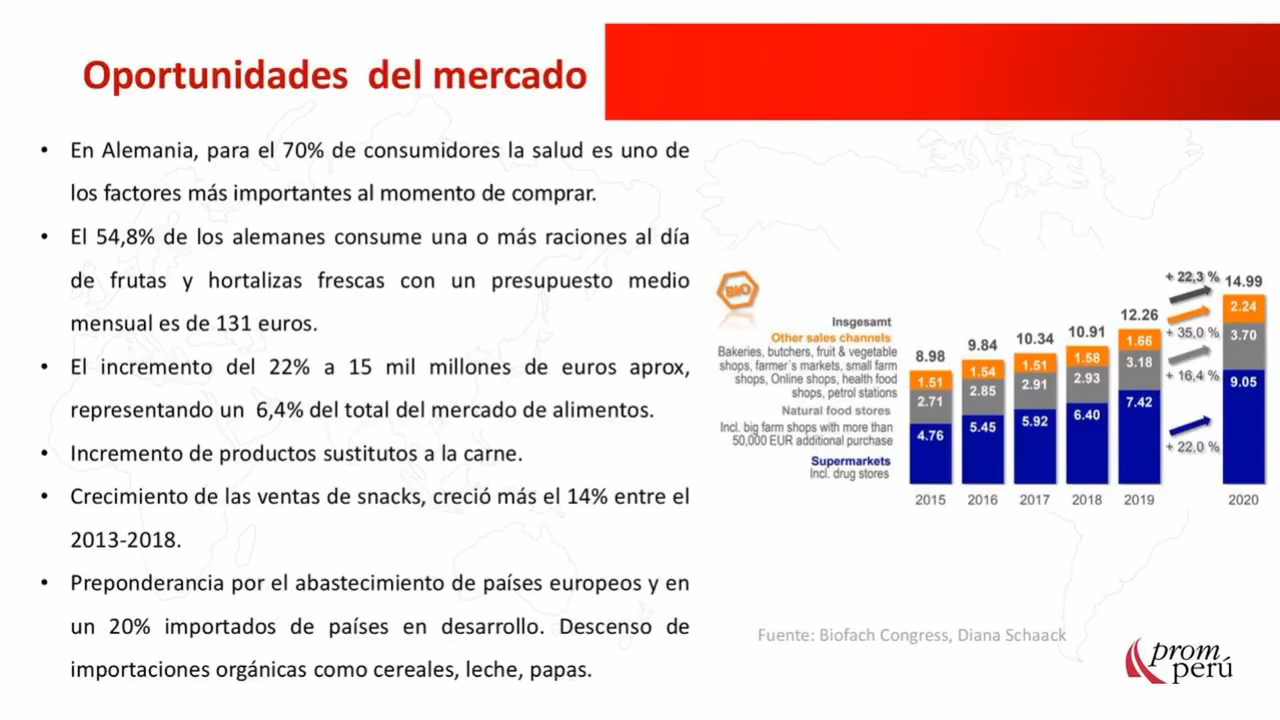 Oportunidades del mercado
• En Alemania, para el 70% de consumidores la salud es uno de
los factores más importantes al momento de comprar.
• El 54,8% de los alemanes consume una o más raciones al día
de frutas y hortalizas frescas con un presupuesto medio
mensual es de 131 euros.
• El incremento del 22% a 15 mil millones de euros aprox,
representando un 6,4% del total del mercado de alimentos.
• Incremento de productos sustitutos a la carne.
• Crecimiento de las ventas de snacks, creció más el 14% entre el
2013-2018.
• Preponderancia por el abastecimiento de países europeos y en
un 20% importados de países en desarrollo. Descenso de
importaciones orgánicas como cereales, leche, papas.
BIO
Insgesamt
Other sales channels
Bakeries, butchers, fruit & vegetable
shops, farmer´s markets, small farm
shops, Online shops, health food
shops, petrol stations
Natural food stores
Incl. big farm shops with more than
50,000 EUR additional purchase
Supermarkets
Incl. drug stores
8.98 9.84 10.34 10.91 12.26 14.99
1.51 1.54 1.51 1.58 1.66 2.24
2.71 2.85 2.91 2.93 3.18 3.70
4.76 5.45 5.92 6.40 7.42 9.05
+ 22,3 %
+ 35,0 %
+ 16,4 %
+ 22,0 %
2015 2016 2017 2018 2019 2020
Fuente: Biofach Congress, Diana Schaack
prom
perú